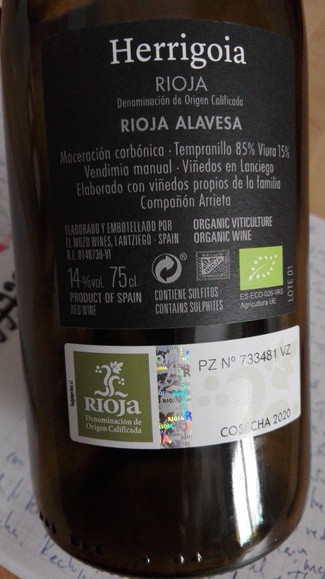 Herrigoia
RIOJA
Denominación de Origen Calificada
RIOJA ALAVESA
Maceración carbónica · Tempranillo 85% Viura 15%
Vendimia manual · Viñedos en Lanciego
Elaborado con viñedos propios de la familia
Compañón Arrieta
ELABORADO Y EMBOTELLADO POR
EL MOZO WINES, LANTZIEGO - SPAIN
R.E. 8146739-VI
ORGANIC VITICULTURE
ORGANIC WINE
14%vol. 75cl.
PRODUCT OF SPAIN
RED WINE
CONTIENE SULFITOS
CONTAINS SULPHITES
ES-ECO-026-VAS
Agricultura UE
LOTE 01
RIOJA
Denominación de
Origen Calificada
PZ Nº 733481 VZ
COSECHA 2020